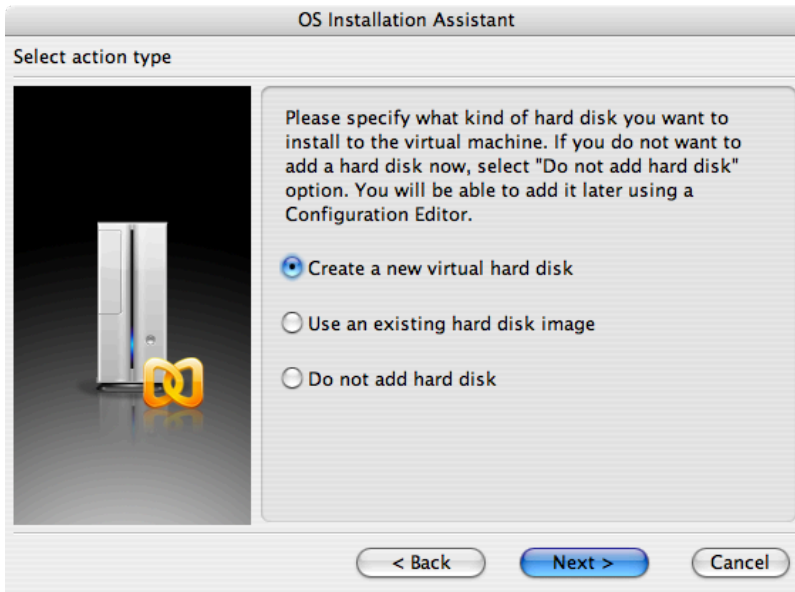 OS Installation Assistant
Select action type
Please specify what kind of hard disk you want to
install to the virtual machine. If you do not want to
add a hard disk now, select "Do not add hard disk"
option. You will be able to add it later using a
Configuration Editor.
Create a new virtual hard disk
Use an existing hard disk image
Do not add hard disk
< Back
Next >
Cancel